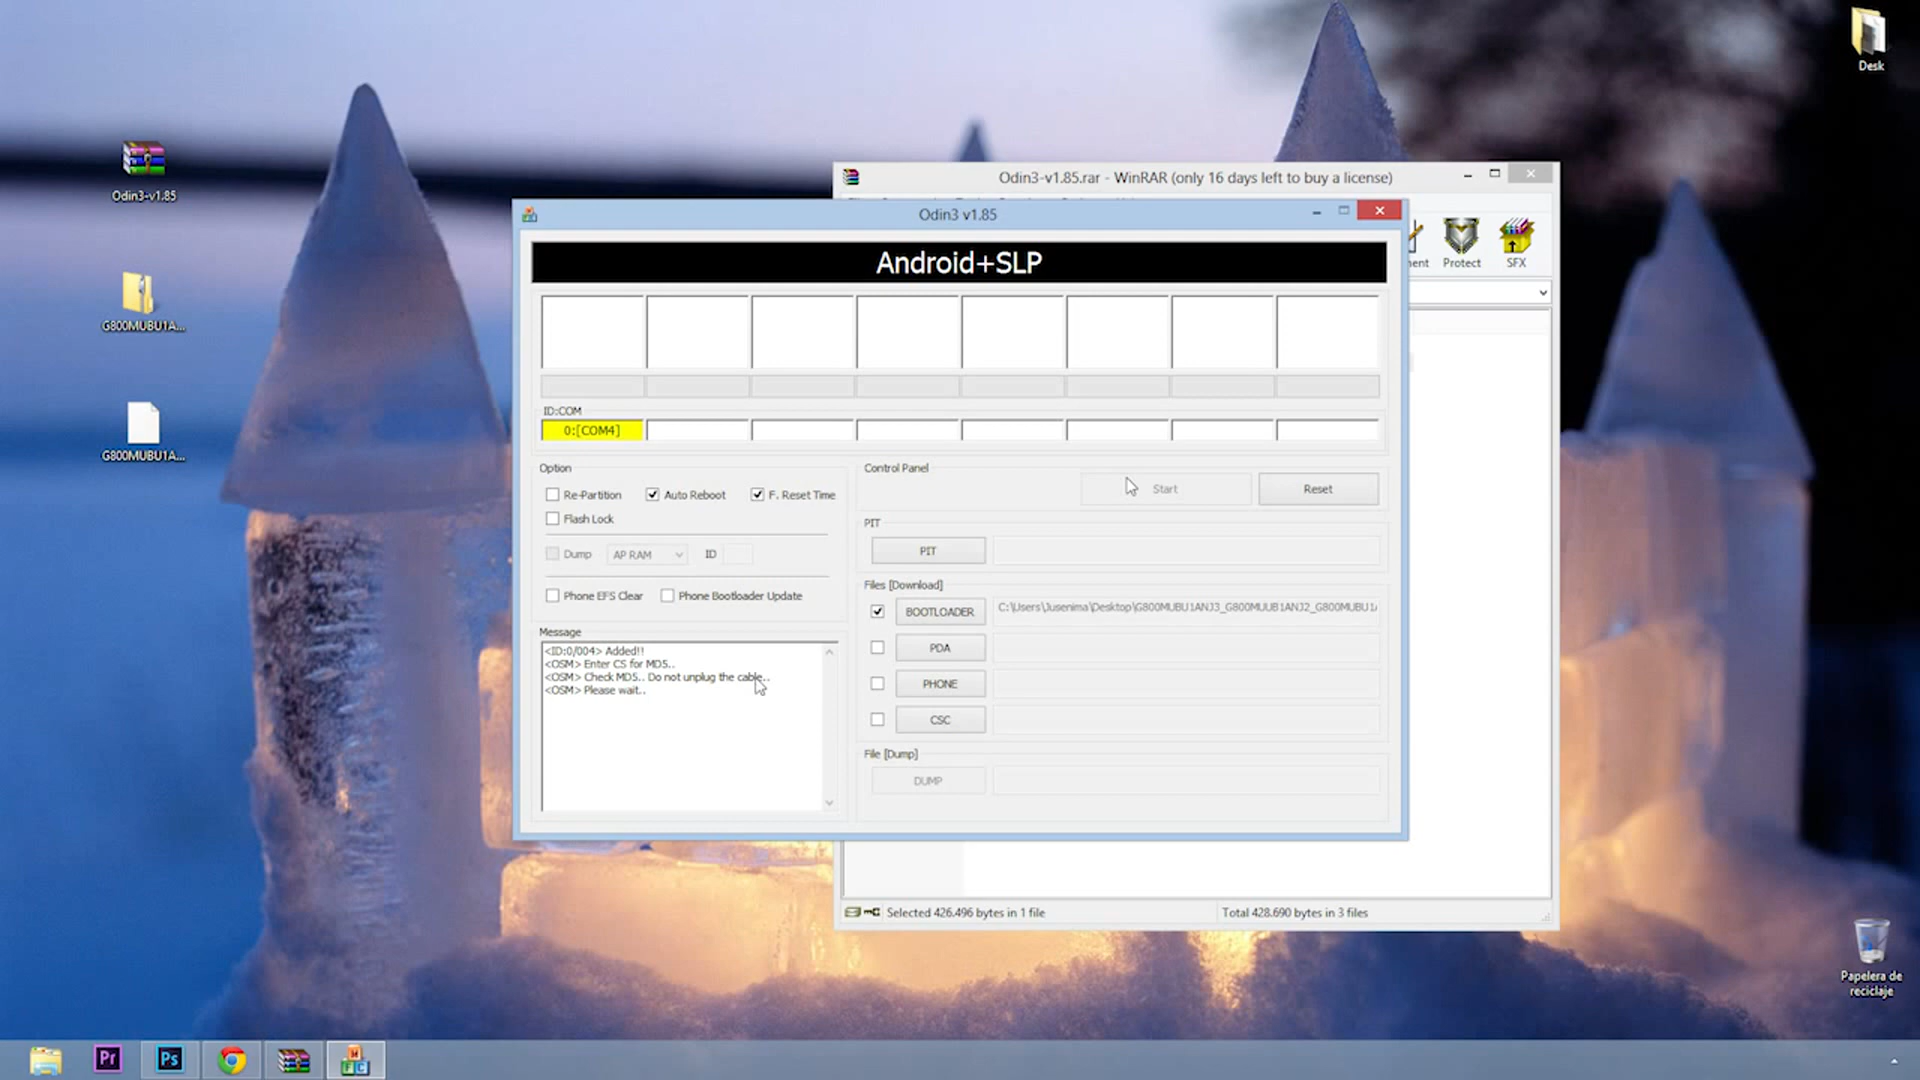 Desk
Odin3-v1.85
G800MUBU1A...
G800MUBU1A...
Papelera de
reciclaje
Odin3-v1.85.rar - WinRAR (only 16 days left to buy a license)
Protect
SFX
Selected 426.496 bytes in 1 file
Total 428.690 bytes in 3 files
Odin3 v1.85
Android+SLP
ID:COM
0:[COM4]
Option
Re-Partition
Auto Reboot
F. Reset Time
Flash Lock
Dump
AP RAM
ID
Phone EFS Clear
Phone Bootloader Update
Message
<ID:0/004> Added!!
<OSM> Enter CS for MD5..
<OSM> Check MD5.. Do not unplug the cable..
<OSM> Please wait..
Control Panel
Start
Reset
PIT
PIT
Files [Download]
BOOTLOADER
C:\Users\Jusenima\Desktop\G800MUBU1ANJ3_G800MUUB1ANJ2_G800MUBU1
PDA
PHONE
CSC
File [Dump]
DUMP
Pr
Ps